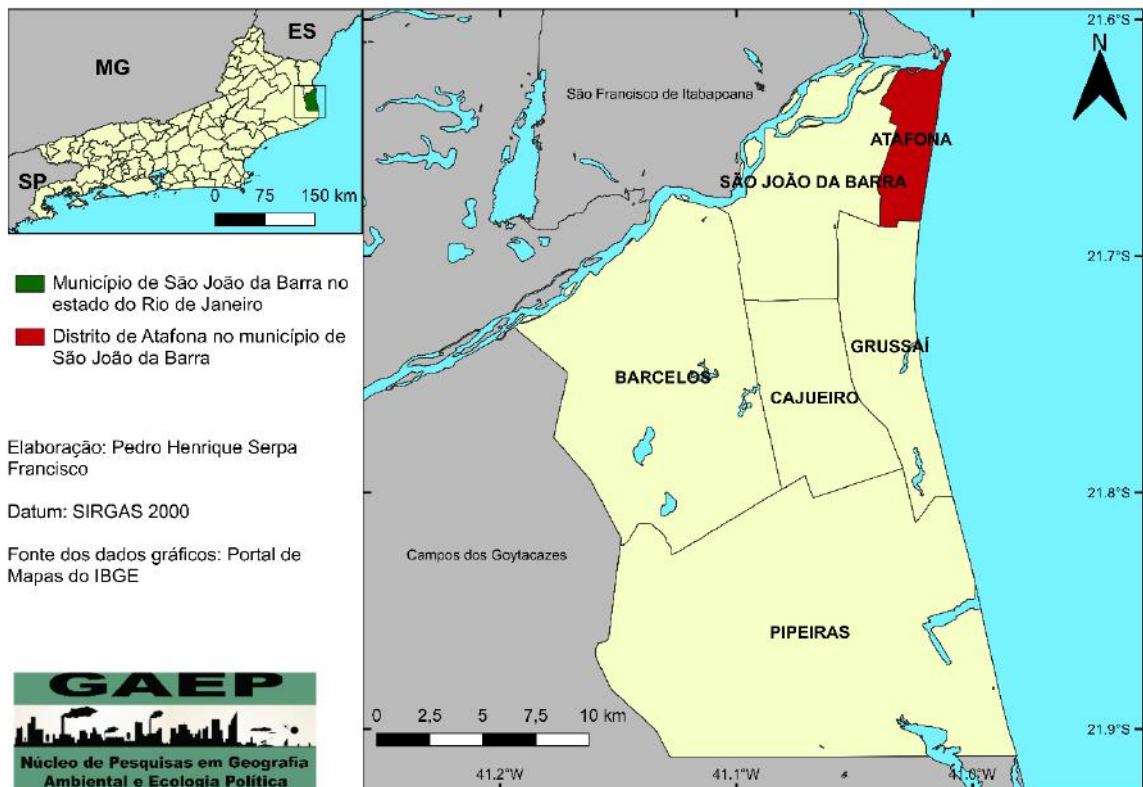 ES
MG
SP
0 75 150 km
Município de São João da Barra no
estado do Rio de Janeiro
Distrito de Atafona no município de
São João da Barra
Elaboração: Pedro Henrique Serpa
Francisco
Datum: SIRGAS 2000
Fonte dos dados gráficos: Portal de
Mapas do IBGE
GAEP
Núcleo de Pesquisas em Geografia
Ambiental e Ecologia Política
21.6°S
N
São Francisco de Itabapoana
ATAFONA
SÃO JOÃO DA BARRA
21.7°S
GRUSSAÍ
BARCELOS
CAJUEIRO
21.8°S
Campos dos Goytacazes
PIPEIRAS
0 2,5 5 7,5 10 km
21.9°S
41.2°W 41.1°W 41.0°W